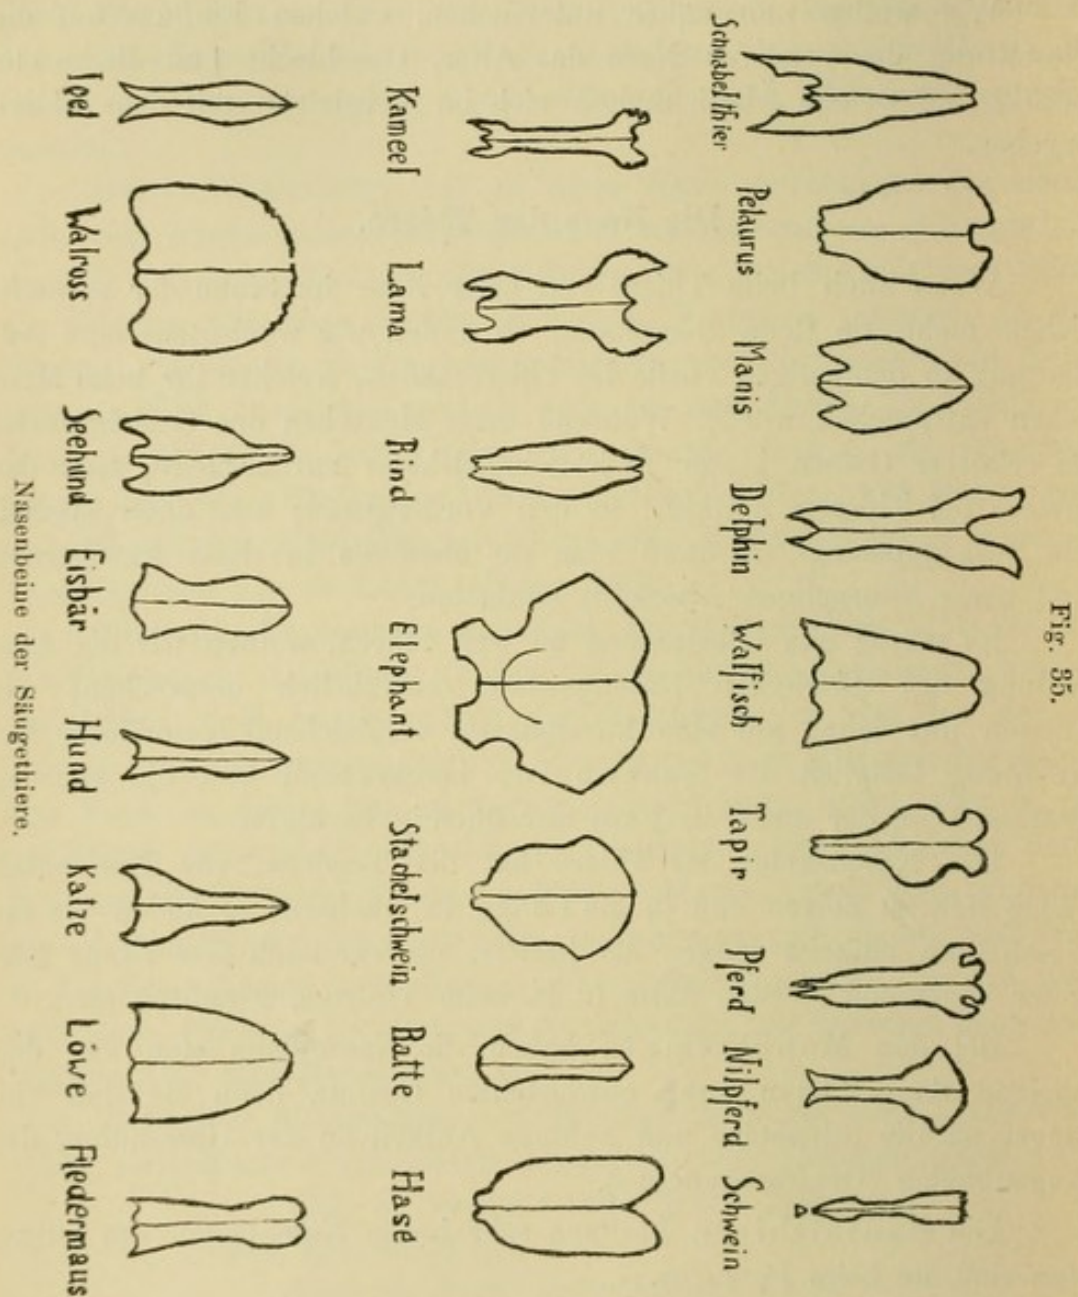 Fig. 35.
Schnabelthier Petaurus Manis Delphin Wallfisch Tapir Pferd Nilpferd Schwein
Kameel Lama Rind Elephant Stachelschwein Ratte Hase
Igel Walross Seehund Eisbär Hund Katze Löwe Fledermaus
Nasenbeine der Säugethiere.